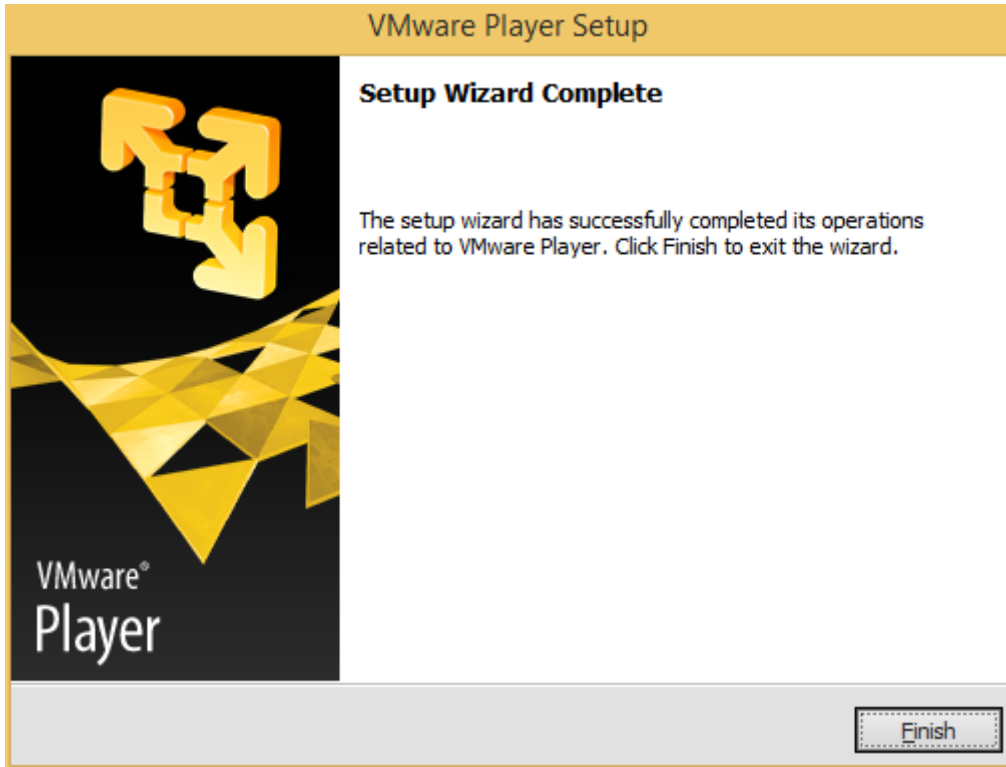 VMware Player Setup
Setup Wizard Complete
The setup wizard has successfully completed its operations
related to VMware Player. Click Finish to exit the wizard.
VMware®
Player
Finish